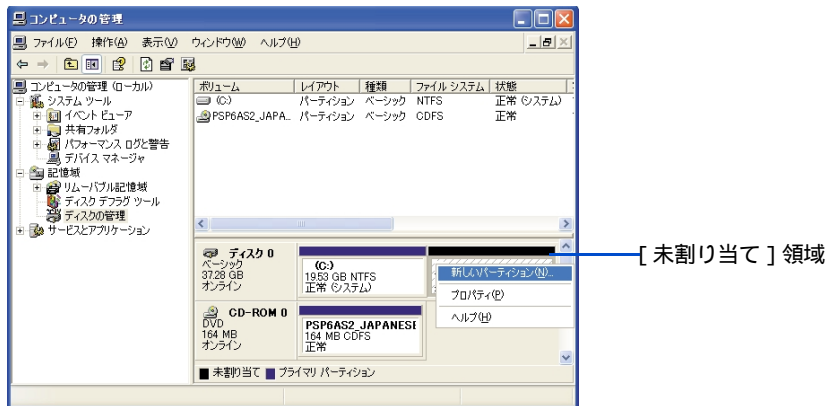 コンピュータの管理
ファイル(F) 操作(A) 表示(V) ウィンドウ(W) ヘルプ(H)
コンピュータの管理 (ローカル)
システム ツール
イベント ビューア
共有フォルダ
パフォーマンス ログと警告
デバイス マネージャ
記憶域
リムーバブル記憶域
ディスク デフラグ ツール
ディスクの管理
サービスとアプリケーション
ボリューム レイアウト 種類 ファイル システム 状態
(C:) パーティション ベーシック NTFS 正常 (システム)
PSP6AS2_JAPA... パーティション ベーシック CDFS 正常
ディスク 0
ベーシック
37.28 GB
オンライン
(C:)
19.53 GB NTFS
正常 (システム)
新しいパーティション(N)...
プロパティ(P)
ヘルプ(H)
[ 未割り当て ] 領域
CD-ROM 0
DVD
164 MB
オンライン
PSP6AS2_JAPANESE
164 MB CDFS
正常
未割り当て プライマリ パーティション